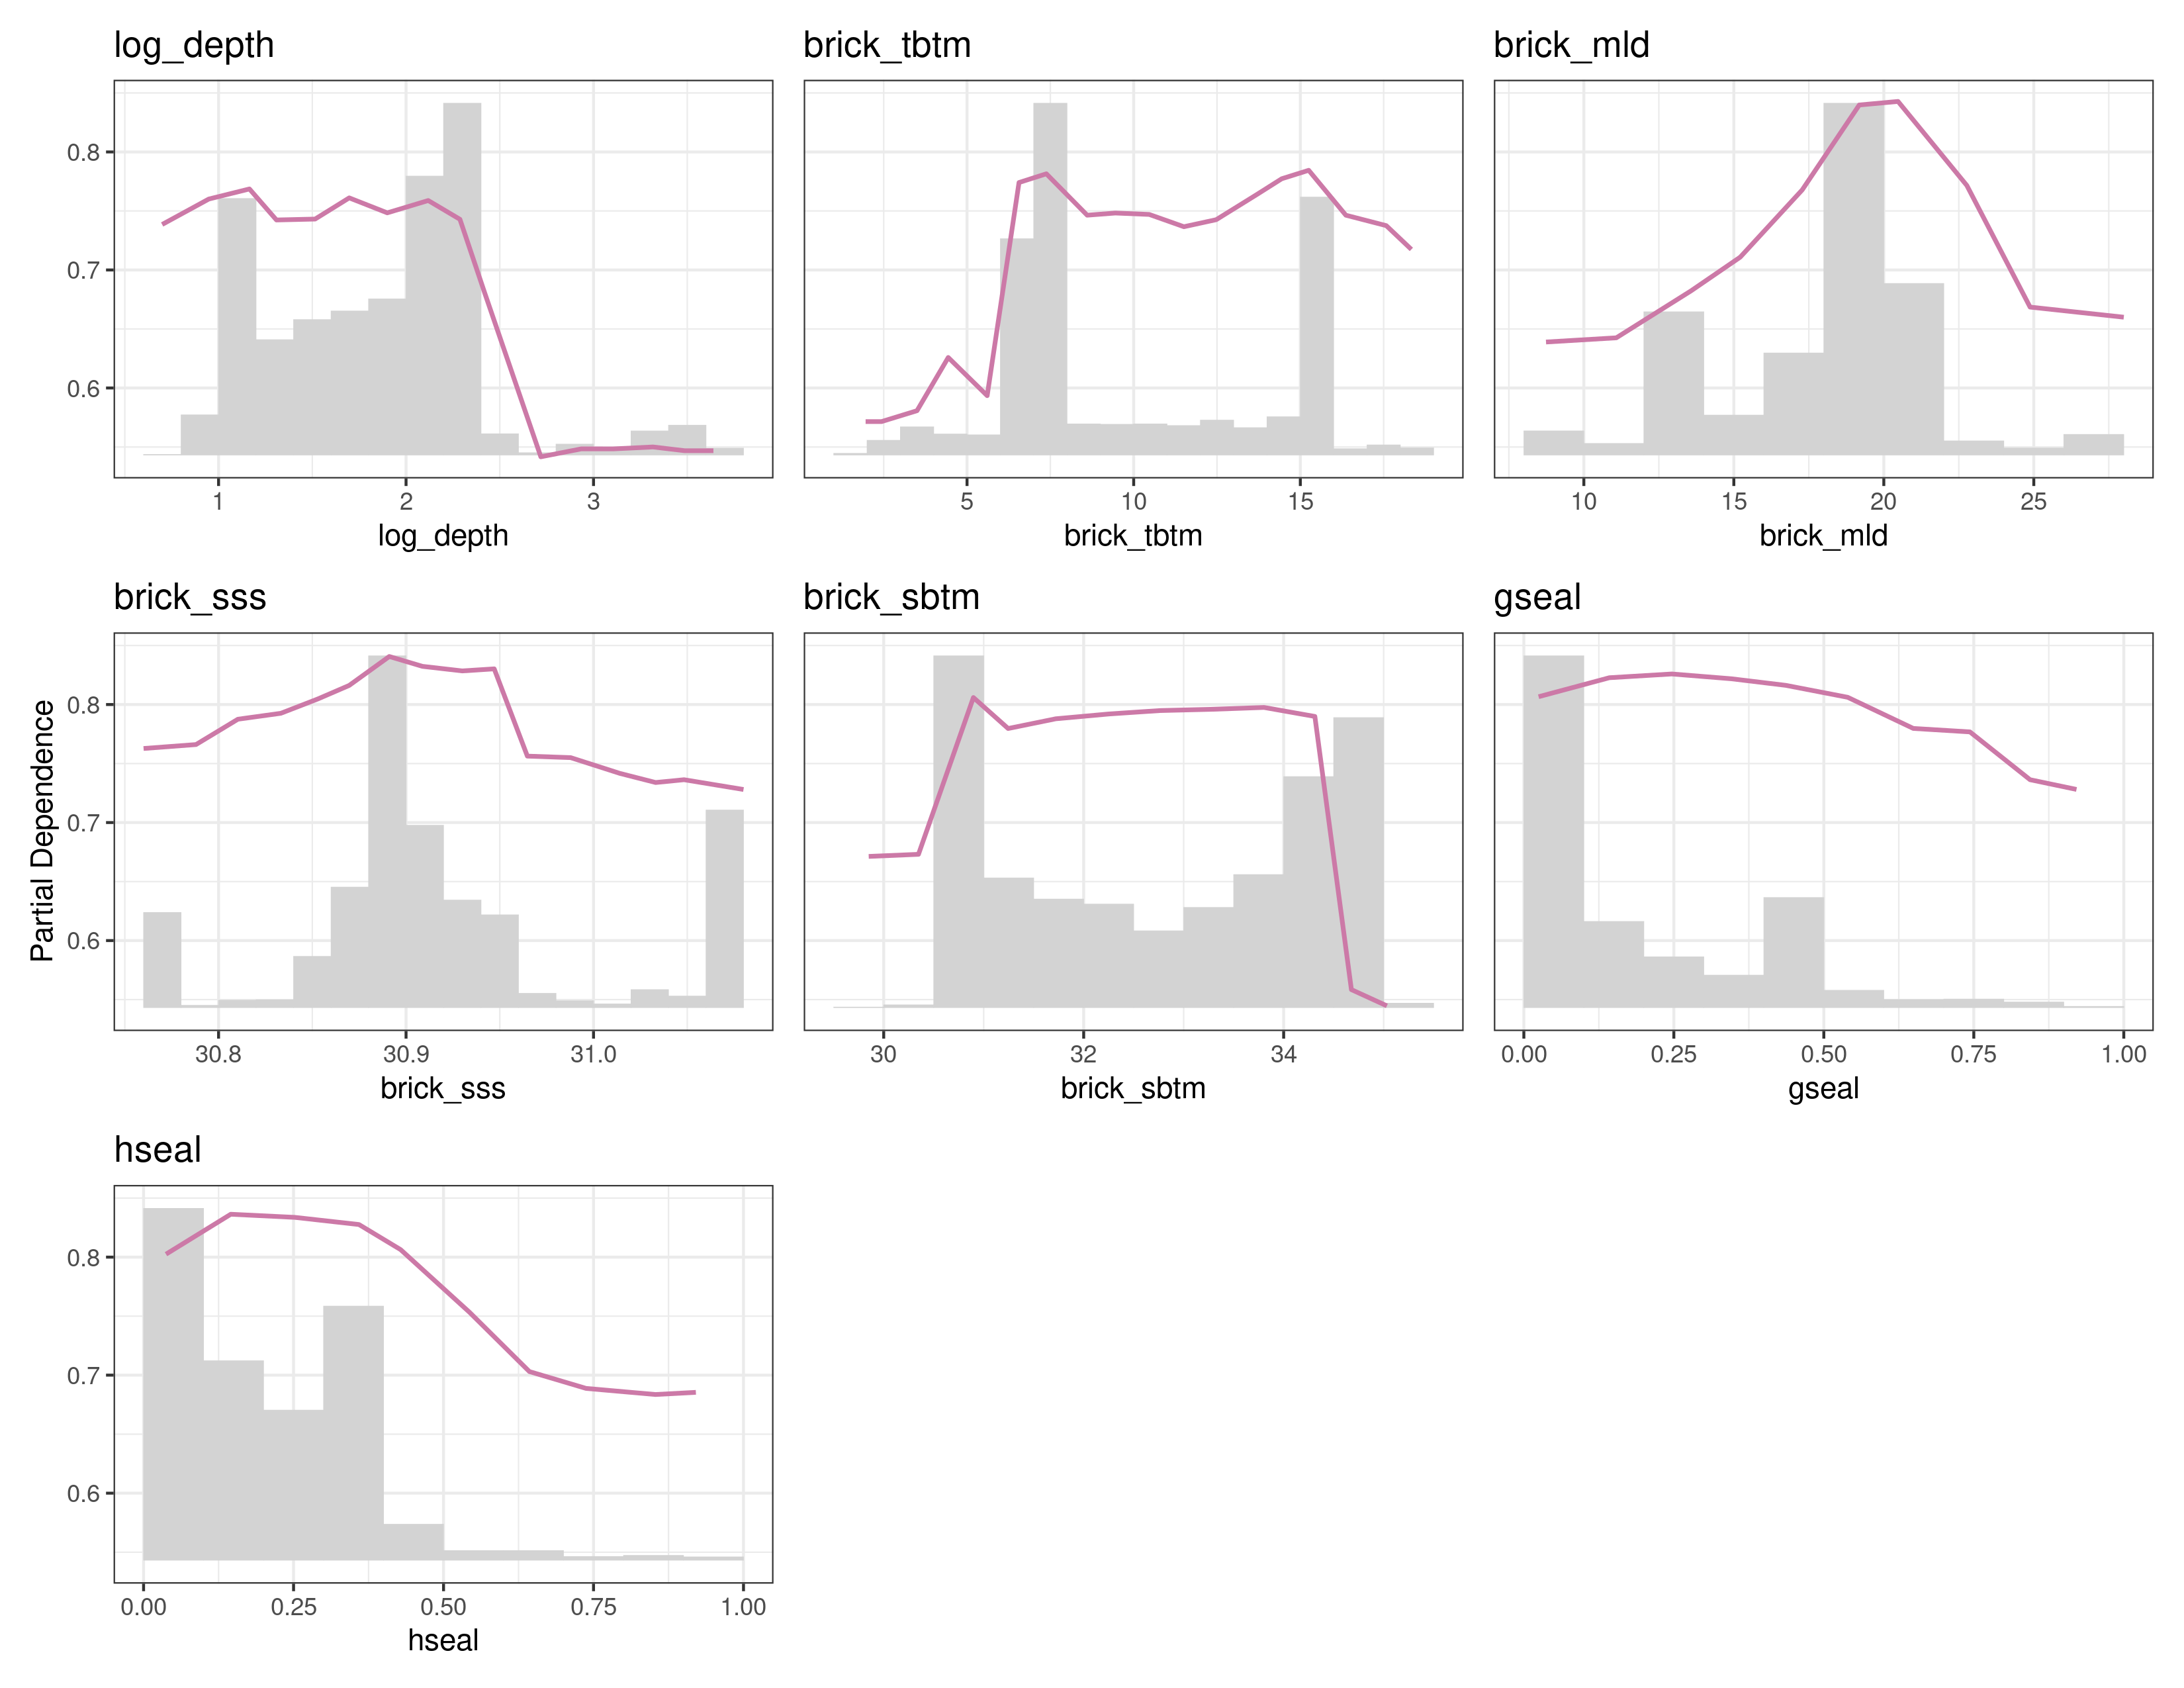 log_depth
brick_tbtm
brick_mld
0.8
0.7
0.6
1 2 3
5 10 15
10 15 20 25
log_depth
brick_tbtm
brick_mld
brick_sss
brick_sbtm
gseal
Partial Dependence
0.8
0.7
0.6
30.8 30.9 31.0
30 32 34
0.00 0.25 0.50 0.75 1.00
brick_sss
brick_sbtm
gseal
hseal
0.8
0.7
0.6
0.00 0.25 0.50 0.75 1.00
hseal